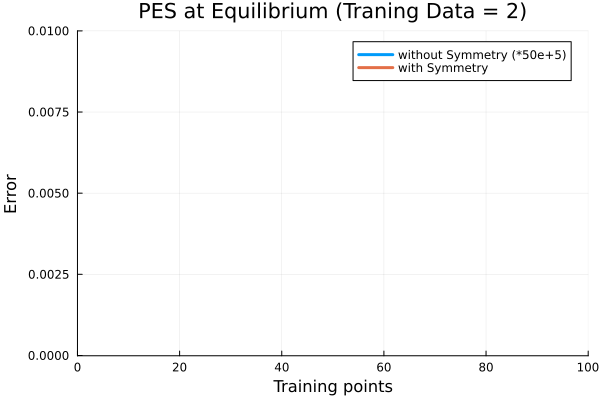 PES at Equilibrium (Traning Data = 2)
0.0100
without Symmetry (*50e+5)
with Symmetry
0.0075
0.0050
0.0025
0.0000
Error
0 20 40 60 80 100
Training points